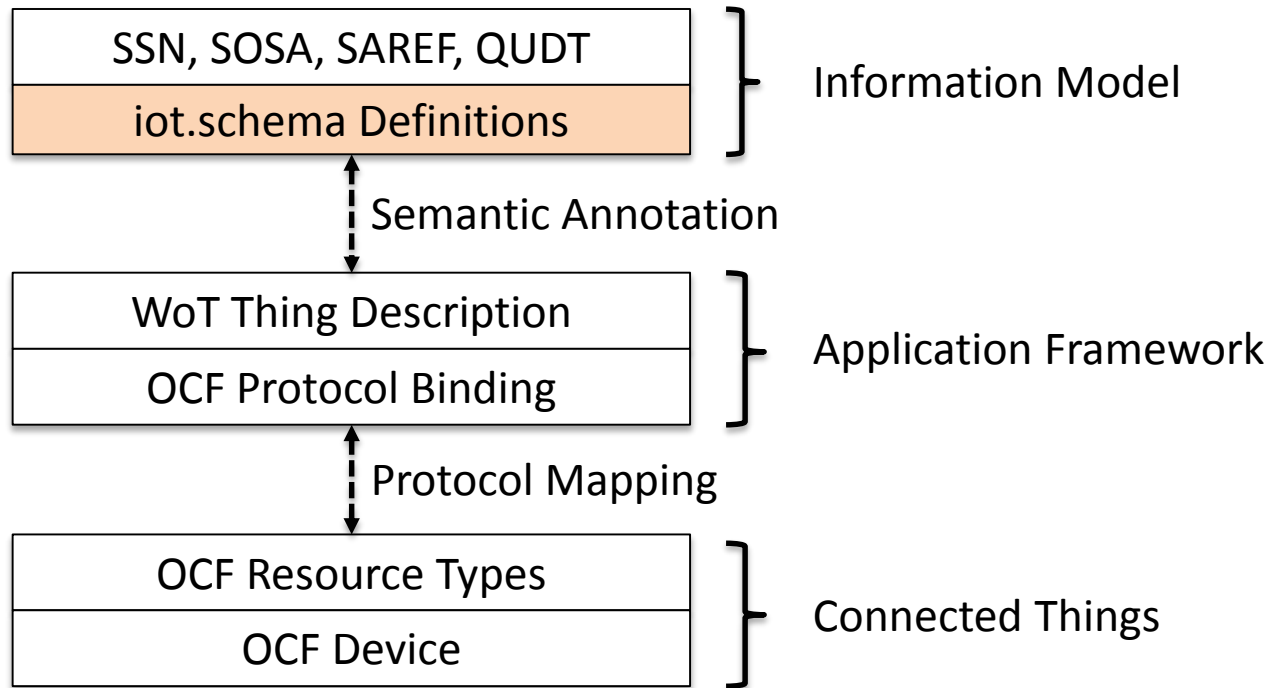 SSN, SOSA, SAREF, QUDT
iot.schema Definitions
Information Model
Semantic Annotation
WoT Thing Description
OCF Protocol Binding
Application Framework
Protocol Mapping
OCF Resource Types
OCF Device
Connected Things